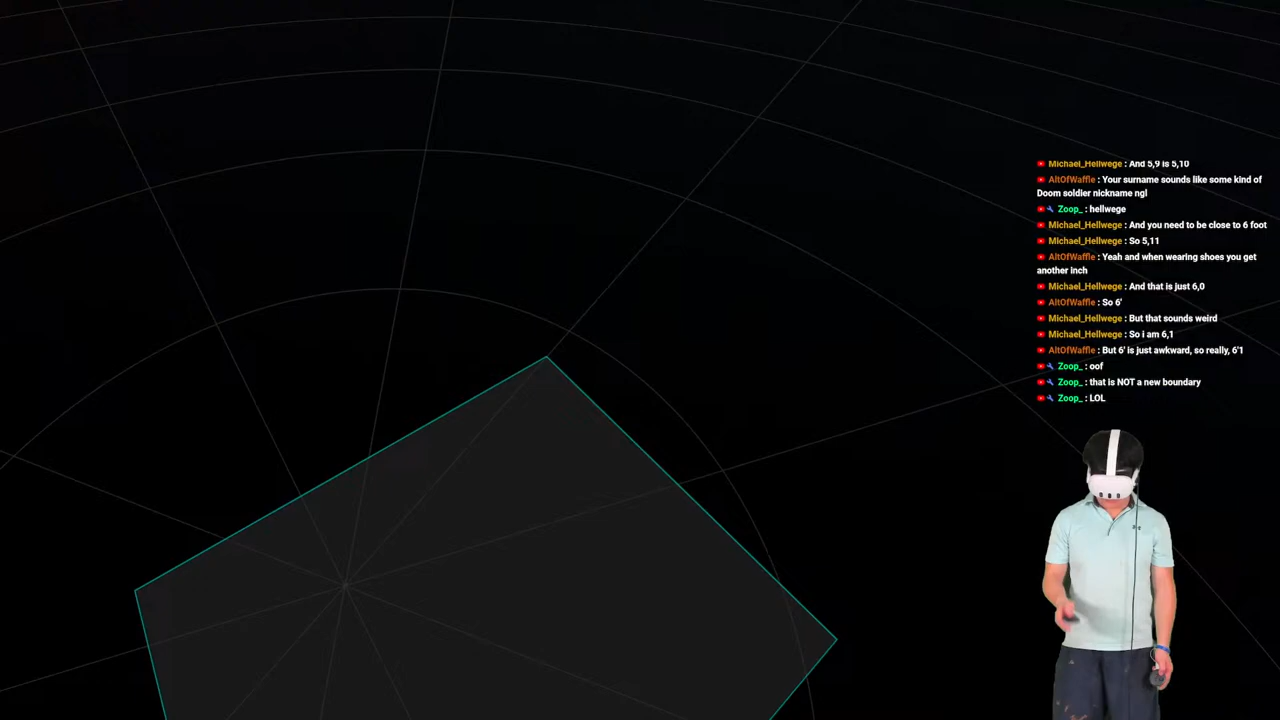 Michael_Hellwege : And 5,9 is 5,10
AltOfWaffle : Your surname sounds like some kind of
Doom soldier nickname ngl
Zoop_ : hellwege
Michael_Hellwege : And you need to be close to 6 foot
Michael_Hellwege : So 5,11
AltOfWaffle : Yeah and when wearing shoes you get
another inch
Michael_Hellwege : And that is just 6,0
AltOfWaffle : So 6'
Michael_Hellwege : But that sounds weird
Michael_Hellwege : So i am 6,1
AltOfWaffle : But 6' is just awkward, so really, 6'1
Zoop_ : oof
Zoop_ : that is NOT a new boundary
Zoop_ : LOL